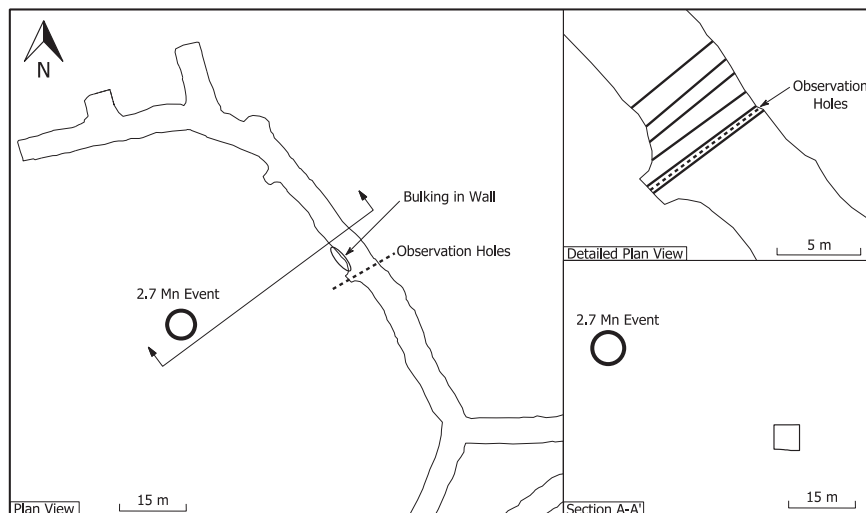 N
Bulking in Wall
Observation Holes
2.7 Mn Event
Plan View
15 m
Observation
Holes
Detailed Plan View
5 m
2.7 Mn Event
Section A-A'
15 m